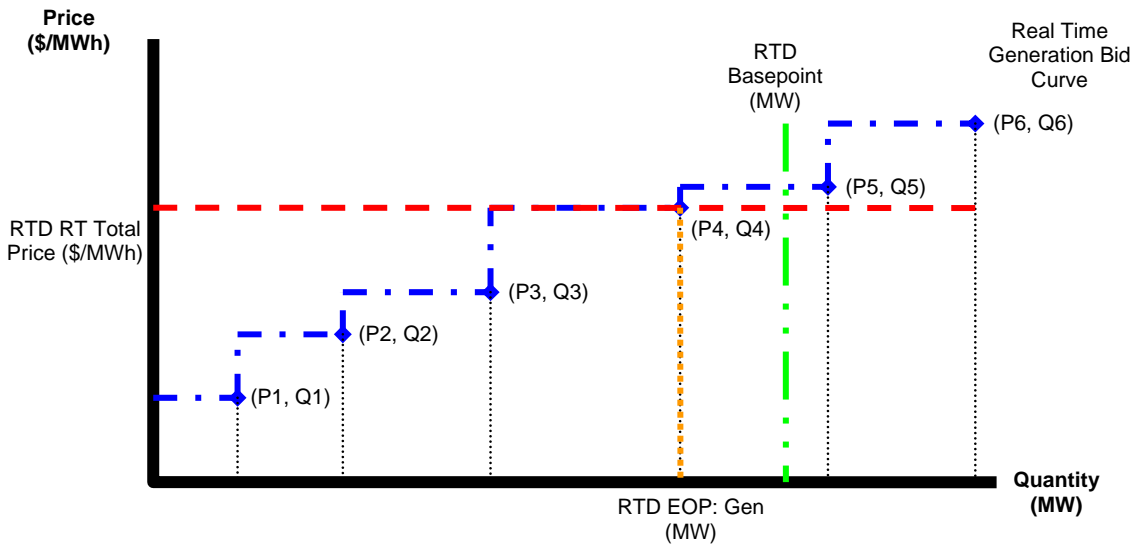 Price
($/MWh)
Real Time
Generation Bid
Curve
RTD
Basepoint
(MW)
(P6, Q6)
(P5, Q5)
RTD RT Total
Price ($/MWh)
(P4, Q4)
(P3, Q3)
(P2, Q2)
(P1, Q1)
Quantity
(MW)
RTD EOP: Gen
(MW)